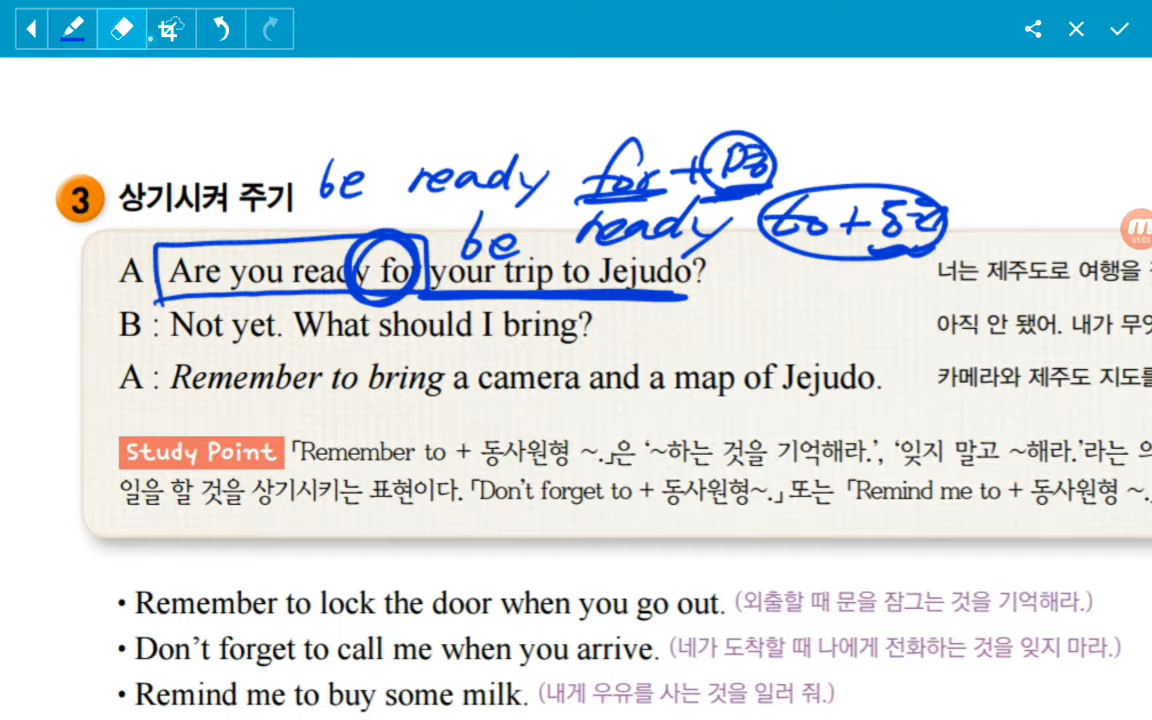 be ready for + 명
3 상기시켜 주기
be ready to + 동원
A Are you ready for your trip to Jejudo? 너는 제주도로 여행을
B : Not yet. What should I bring? 아직 안 됐어. 내가 무엇
A : Remember to bring a camera and a map of Jejudo. 카메라와 제주도 지도를
Study Point 「Remember to + 동사원형 ~.」은 ‘~하는 것을 기억해라.’, ‘잊지 말고 ~해라.’라는 의
일을 할 것을 상기시키는 표현이다. 「Don’t forget to + 동사원형~.」 또는 「Remind me to + 동사원형 ~.」
• Remember to lock the door when you go out. (외출할 때 문을 잠그는 것을 기억해라.)
• Don’t forget to call me when you arrive. (네가 도착할 때 나에게 전화하는 것을 잊지 마라.)
• Remind me to buy some milk. (내게 우유를 사는 것을 일러 줘.)
05:03